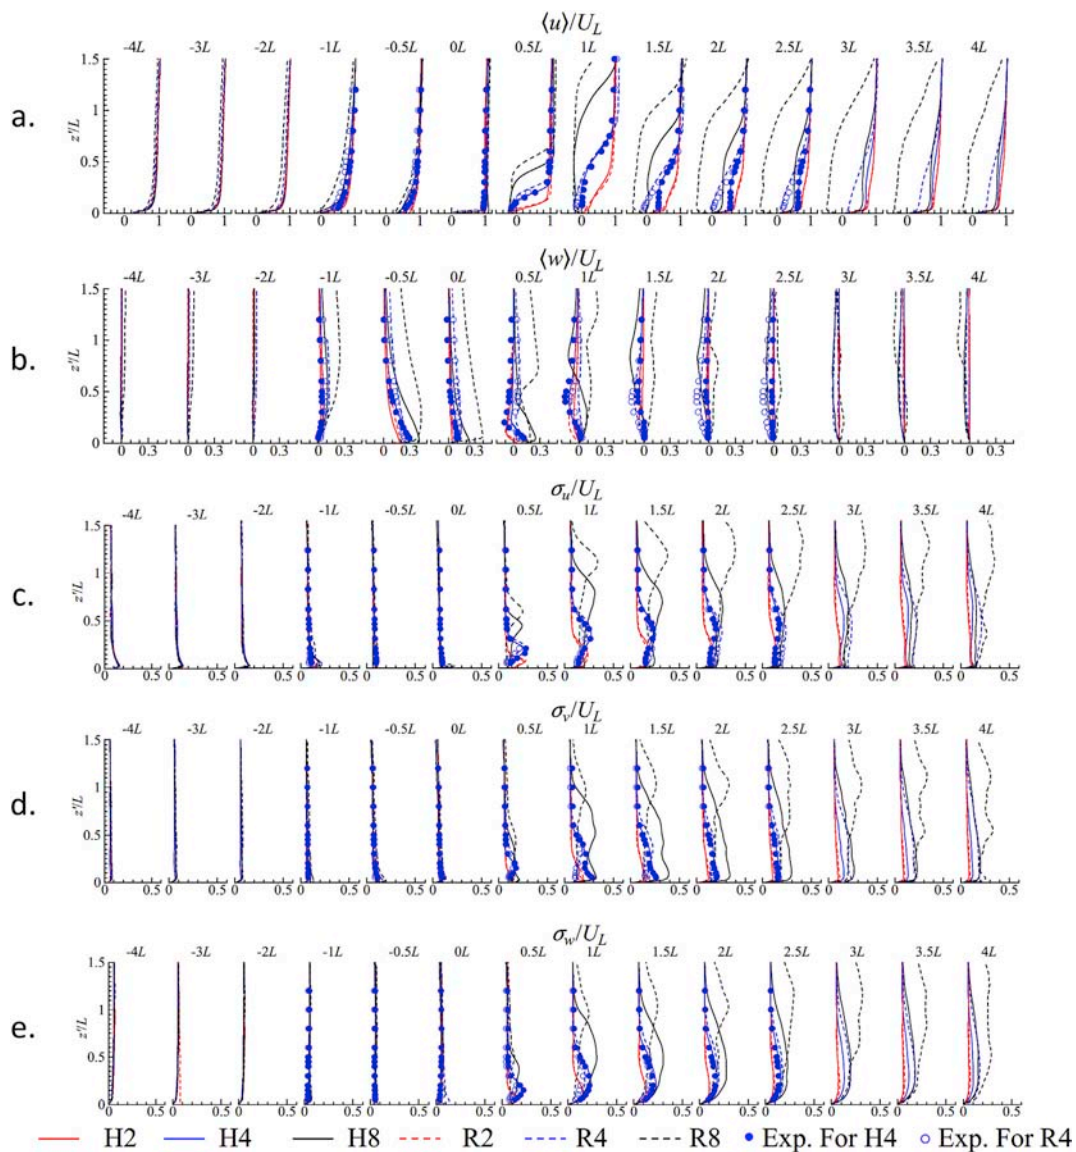 ⟨u⟩/U_L
-4L -3L -2L -1L -0.5L 0L 0.5L 1L 1.5L 2L 2.5L 3L 3.5L 4L
a.
z'/L
1.5
1
0.5
0
0 1 0 1 0 1 0 1 0 1 0 1 0 1 0 1 0 1 0 1 0 1 0 1 0 1 0 1
⟨w⟩/U_L
-4L -3L -2L -1L -0.5L 0L 0.5L 1L 1.5L 2L 2.5L 3L 3.5L 4L
b.
z'/L
1.5
1
0.5
0
0 0.3 0 0.3 0 0.3 0 0.3 0 0.3 0 0.3 0 0.3 0 0.3 0 0.3 0 0.3 0 0.3 0 0.3 0 0.3 0 0.3
σ_u/U_L
-4L -3L -2L -1L -0.5L 0L 0.5L 1L 1.5L 2L 2.5L 3L 3.5L 4L
c.
z'/L
1.5
1
0.5
0
0 0.5 0 0.5 0 0.5 0 0.5 0 0.5 0 0.5 0 0.5 0 0.5 0 0.5 0 0.5 0 0.5 0 0.5 0 0.5 0 0.5
σ_v/U_L
-4L -3L -2L -1L -0.5L 0L 0.5L 1L 1.5L 2L 2.5L 3L 3.5L 4L
d.
z'/L
1.5
1
0.5
0
0 0.5 0 0.5 0 0.5 0 0.5 0 0.5 0 0.5 0 0.5 0 0.5 0 0.5 0 0.5 0 0.5 0 0.5 0 0.5 0 0.5
σ_w/U_L
-4L -3L -2L -1L -0.5L 0L 0.5L 1L 1.5L 2L 2.5L 3L 3.5L 4L
e.
z'/L
1.5
1
0.5
0
0 0.5 0 0.5 0 0.5 0 0.5 0 0.5 0 0.5 0 0.5 0 0.5 0 0.5 0 0.5 0 0.5 0 0.5 0 0.5 0 0.5
H2 H4 H8 R2 R4 R8 Exp. For H4 Exp. For R4